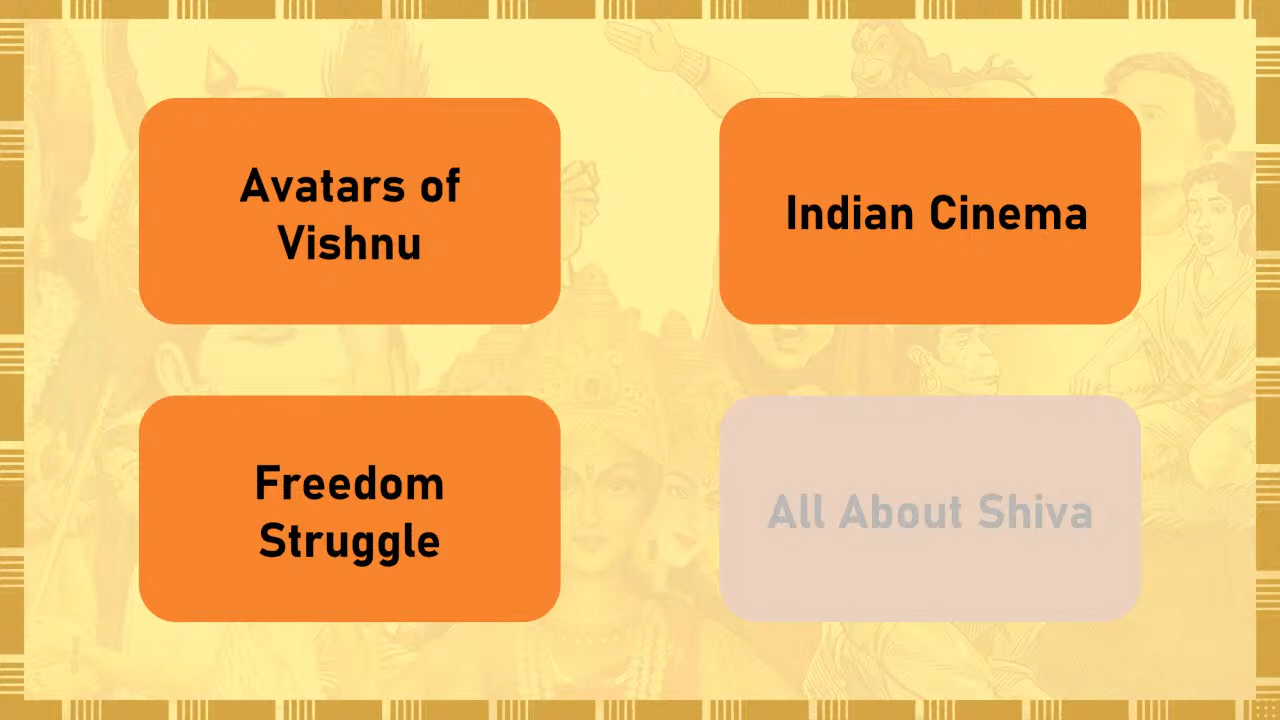 Avatars of
Vishnu
Indian Cinema
Freedom
Struggle
All About Shiva